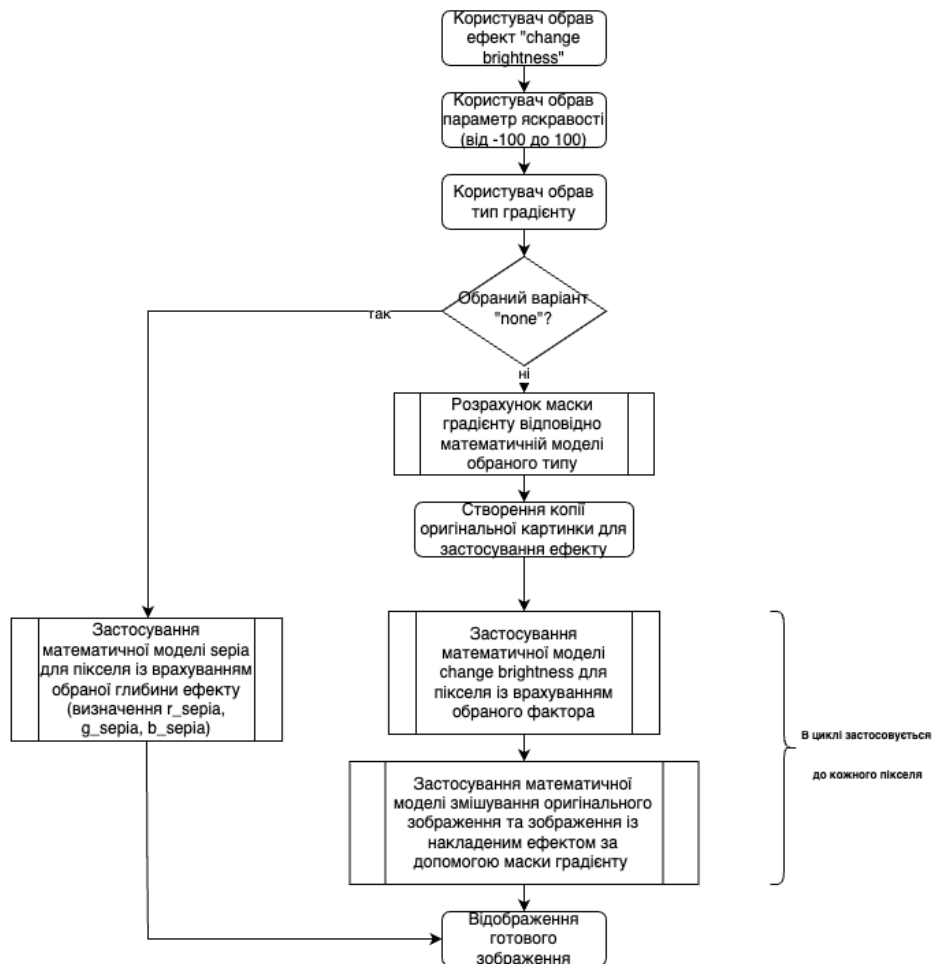 Користувач обрав
ефект "change
brightness"
Користувач обрав
параметр яскравості
(від -100 до 100)
Користувач обрав
тип градієнту
Обраний варіант
"none"?
так
ні
Розрахунок маски
градієнту відповідно
математичній моделі
обраного типу
Створення копії
оригінальної картинки для
застосування ефекту
Застосування
математичної моделі sepia
для пікселя із врахуванням
обраної глибини ефекту
(визначення r_sepia,
g_sepia, b_sepia)
Застосування
математичної моделі
change brightness для
пікселя із врахуванням
обраного фактора
В циклі застосовується
до кожного пікселя
Застосування математичної
моделі змішування оригінального
зображення та зображення із
накладеним ефектом за
допомогою маски градієнту
Відображення
готового
зображення